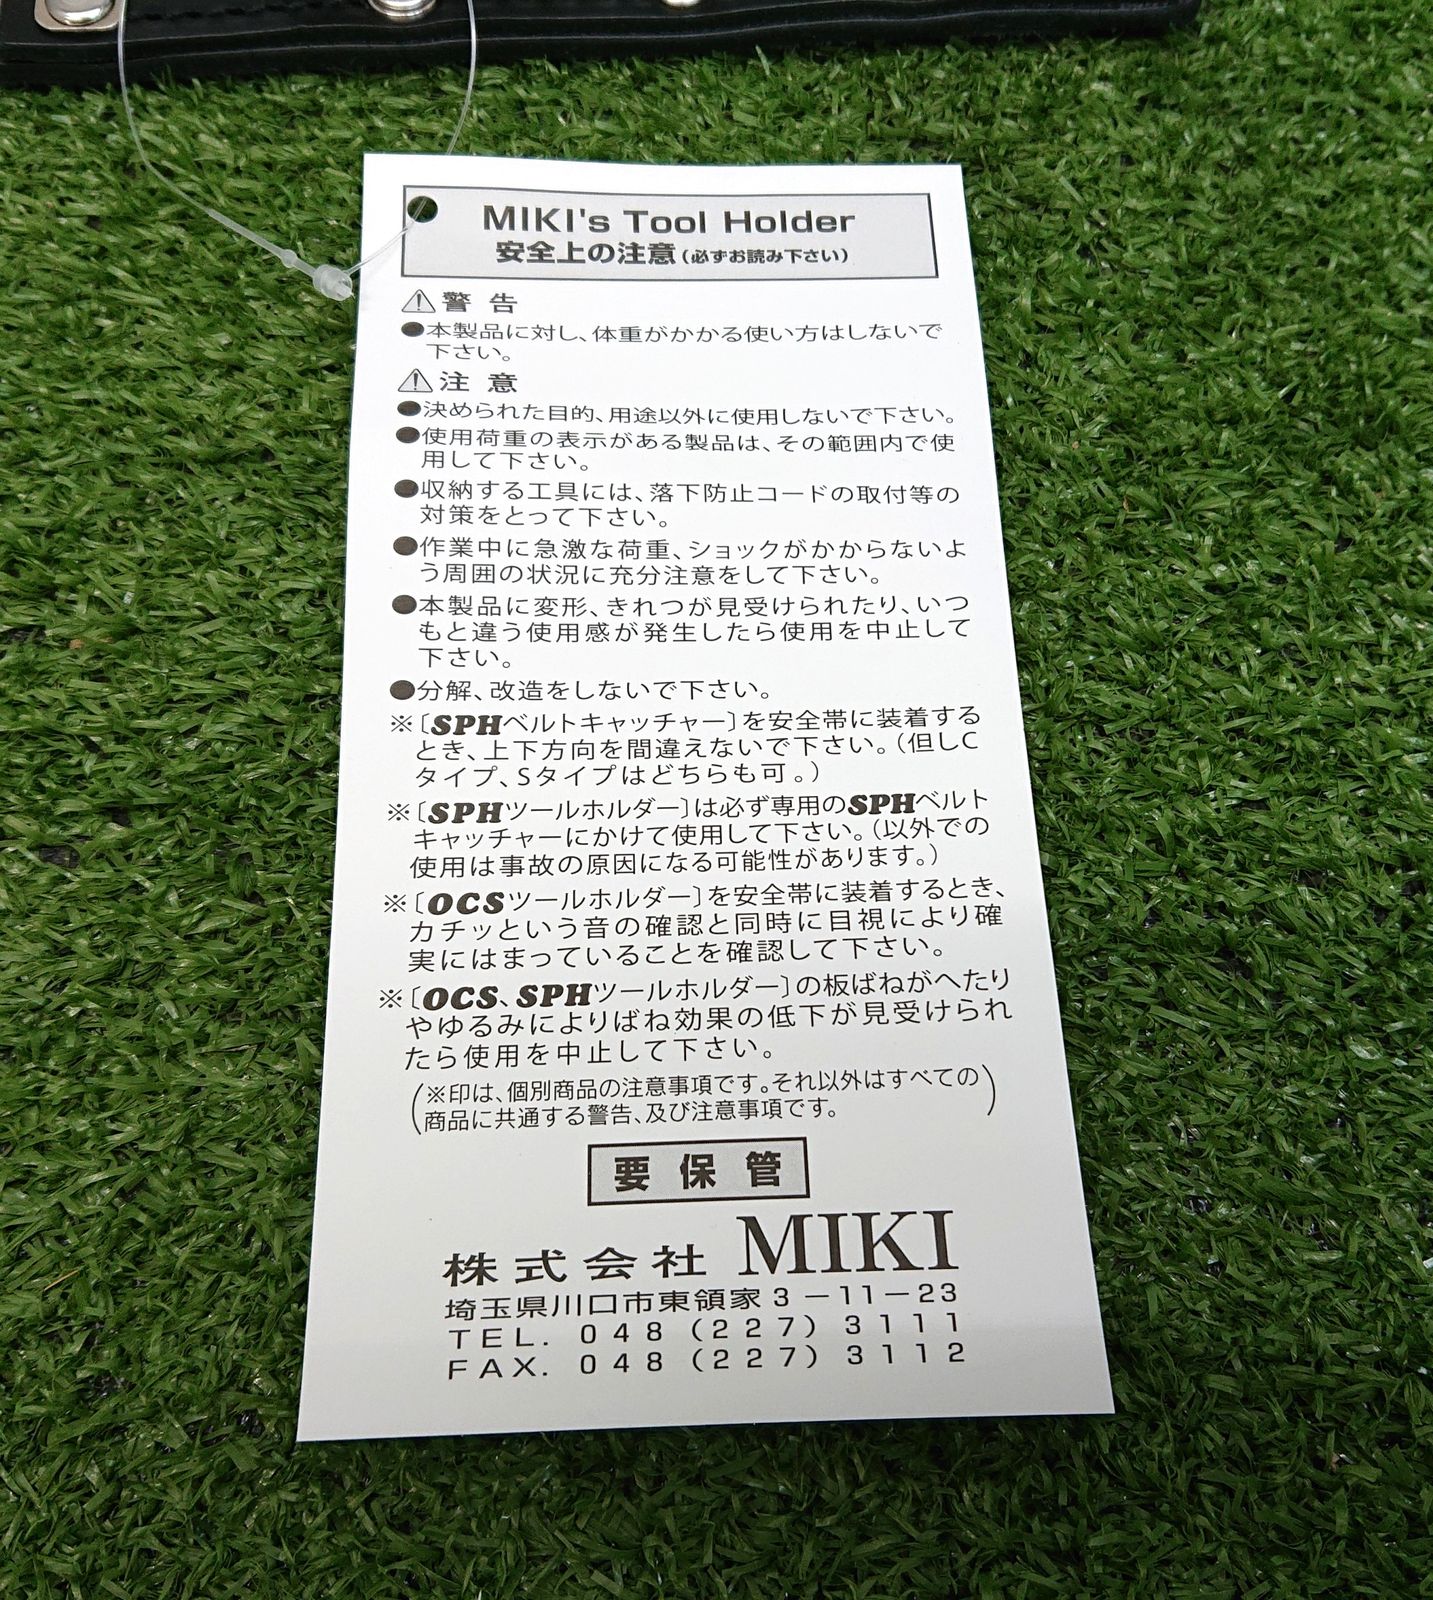 MIKI's Tool Holder
安全上の注意(必ずお読み下さい)
⚠警告
●本製品に対し、体重がかかる使い方はしないで
下さい。
⚠注意
●決められた目的、用途以外に使用しないで下さい。
●使用荷重の表示がある製品は、その範囲内で使
用して下さい。
●収納する工具には、落下防止コードの取付等の
対策をとって下さい。
●作業中に急激な荷重、ショックがかからないよ
う周囲の状況に充分注意をして下さい。
●本製品に変形、きれつが見受けられたり、いつ
もと違う使用感が発生したら使用を中止して
下さい。
●分解、改造をしないで下さい。
※〔SPHベルトキャッチャー〕を安全帯に装着する
とき、上下方向を間違えないで下さい。（但しC
タイプ、Sタイプはどちらも可。）
※〔SPHツールホルダー〕は必ず専用のSPHベルト
キャッチャーにかけて使用して下さい。（以外での
使用は事故の原因になる可能性があります。）
※〔OCSツールホルダー〕を安全帯に装着するとき、
カチッという音の確認と同時に目視により確
実にはまっていることを確認して下さい。
※〔OCS、SPHツールホルダー〕の板ばねがへたり
やゆるみによりばね効果の低下が見受けられ
たら使用を中止して下さい。
（※印は、個別商品の注意事項です。それ以外はすべての
商品に共通する警告、及び注意事項です。）
要保管
株式会社 MIKI
埼玉県川口市東領家3－11－23
TEL. 048(227)3111
FAX. 048(227)3112